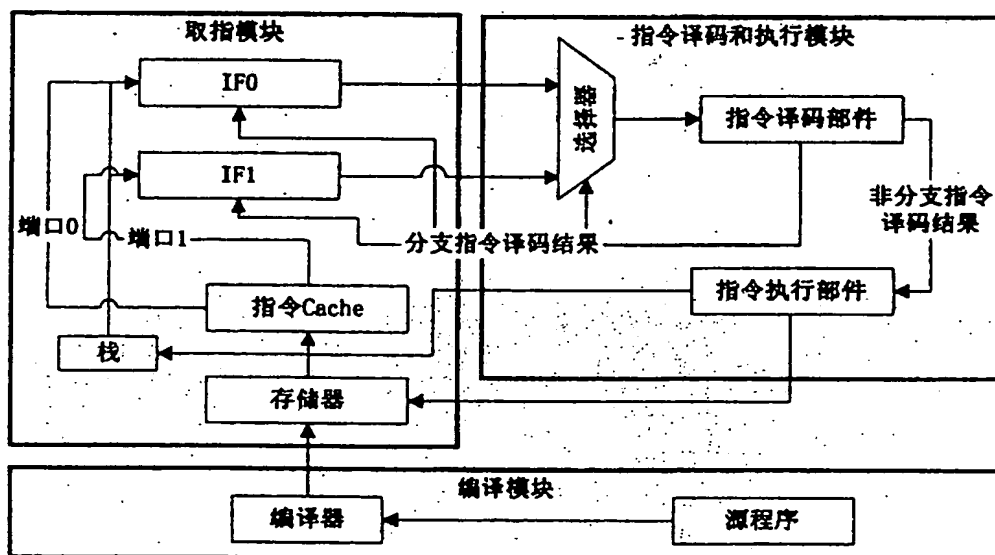 取指模块
指令译码和执行模块
IF0
选择器
指令译码部件
IF1
非分支指令
译码结果
端口0
端口1
分支指令译码结果
指令Cache
指令执行部件
栈
存储器
编译模块
编译器
源程序